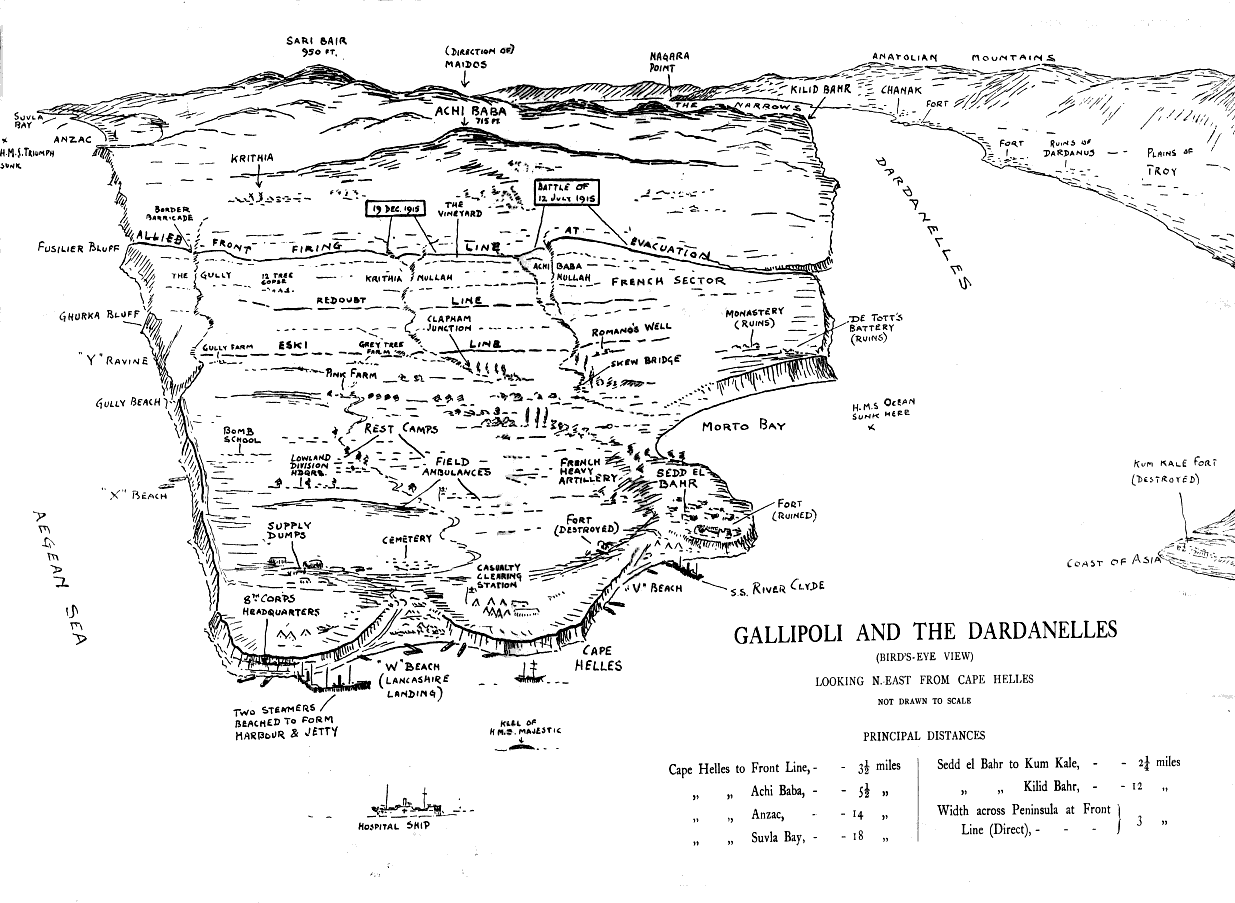 SARI BAIR
950 FT.
(DIRECTION OF)
MAIDOS
NAGARA
POINT
ANATOLIAN MOUNTAINS
KILID BAHR
CHANAK
FORT
THE NARROWS
ACHI BABA
715 FT
SUVLA
BAY
ANZAC
H.M.S. TRIUMPH
SUNK
FORT
RUINS OF
DARDANUS
PLAINS OF
TROY
KRITHIA
DARDANELLES
BORDER
BARRICADE
19 DEC. 1915
THE
VINEYARD
BATTLE OF
12 JULY 1915
FUSILIER BLUFF
ALLIED FRONT FIRING LINE AT EVACUATION
THE GULLY
12 TREE
COPSE
KRITHIA NULLAH
ACHI BABA
NULLAH
FRENCH SECTOR
REDOUBT LINE
GHURKA BLUFF
CLAPHAM
JUNCTION
ROMANO'S WELL
MONASTERY
(RUINS)
DE TOTT'S
BATTERY
(RUINS)
GULLY FARM
ESKI LINE
GREY TREE
FARM
"Y" RAVINE
SKEW BRIDGE
PINK FARM
GULLY BEACH
H.M.S OCEAN
SUNK HERE
MORTO BAY
BOMB
SCHOOL
REST CAMPS
LOWLAND
DIVISION
HDQRS.
FIELD
AMBULANCES
FRENCH
HEAVY
ARTILLERY
SEDD EL
BAHR
KUM KALE FORT
(DESTROYED)
"X" BEACH
FORT
(RUINED)
AEGEAN SEA
SUPPLY
DUMPS
CEMETERY
FORT
(DESTROYED)
COAST OF ASIA
CASUALTY
CLEARING
STATION
"V" BEACH
S.S. RIVER CLYDE
8TH CORPS
HEADQUARTERS
CAPE
HELLES
"W" BEACH
(LANCASHIRE
LANDING)
TWO STEAMERS
BEACHED TO FORM
HARBOUR & JETTY
KEEL OF
H.M.S. MAJESTIC
HOSPITAL SHIP
GALLIPOLI AND THE DARDANELLES
(BIRD'S-EYE VIEW)
LOOKING N.EAST FROM CAPE HELLES
NOT DRAWN TO SCALE
PRINCIPAL DISTANCES
Cape Helles to Front Line, - - 3½ miles
„ „ Achi Baba, - - 5½ „
„ „ Anzac, - - 14 „
„ „ Suvla Bay, - - 18 „
Sedd el Bahr to Kum Kale, - - 2¼ miles
„ „ Kilid Bahr, - - 12 „
Width across Peninsula at Front
Line (Direct), - - - } 3 „